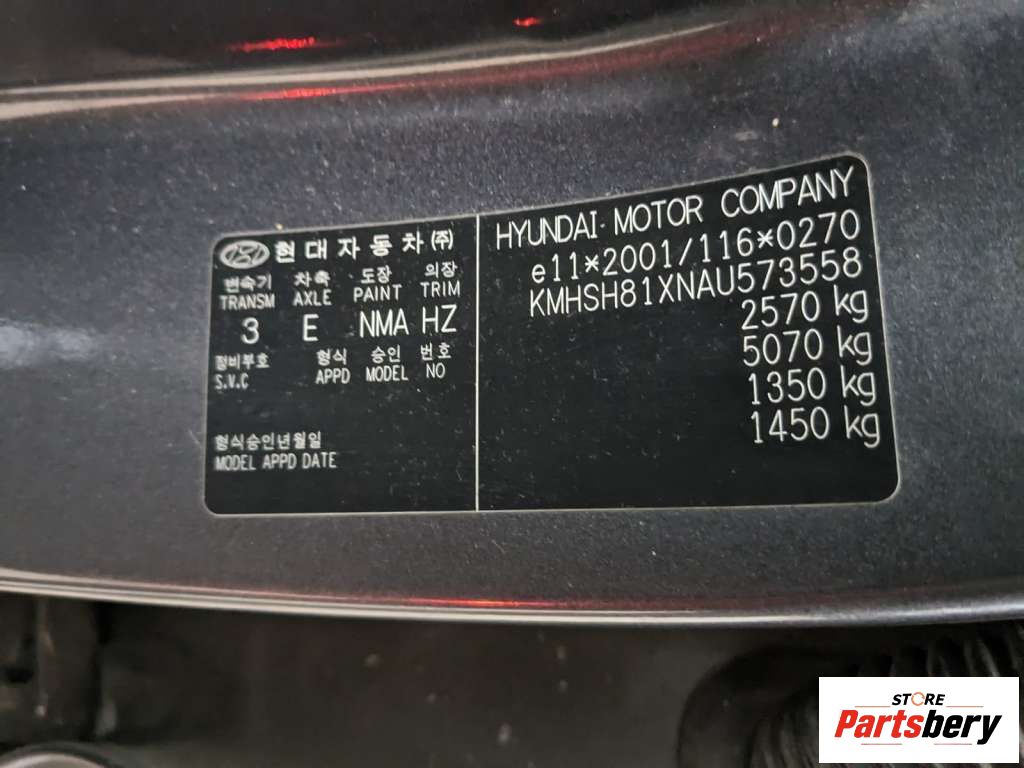 현대자동차㈜
변속기 차축 도장 의장
TRANSM AXLE PAINT TRIM
3 E NMA HZ
정비부호 형식 승인 번호
S.V.C APPD MODEL NO
형식승인년월일
MODEL APPD DATE
HYUNDAI MOTOR COMPANY
e11*2001/116*0270
KMHSH81XNAU573558
2570 kg
5070 kg
1350 kg
1450 kg
STORE
Partsbery